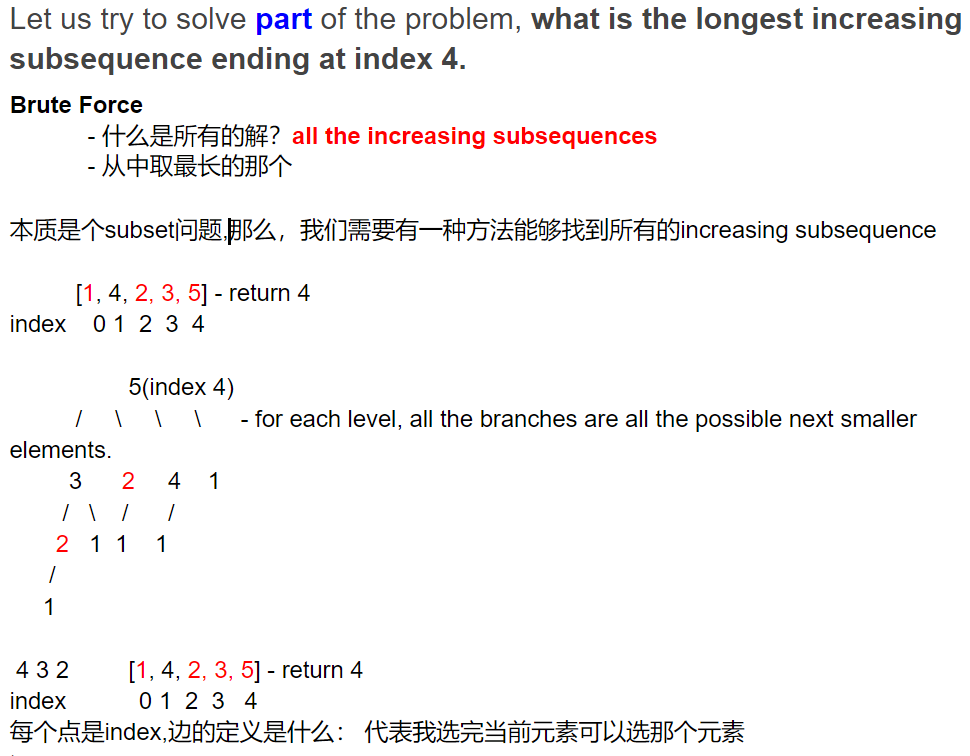 Let us try to solve part of the problem, what is the longest increasing
subsequence ending at index 4.
Brute Force
- 什么是所有的解？all the increasing subsequences
- 从中取最长的那个
本质是个subset问题,那么，我们需要有一种方法能够找到所有的increasing subsequence
[1, 4, 2, 3, 5] - return 4
index 0 1 2 3 4
5(index 4)
/ \ \ \ - for each level, all the branches are all the possible next smaller
elements.
3 2 4 1
/ \ / /
2 1 1 1
/
1
4 3 2 [1, 4, 2, 3, 5] - return 4
index 0 1 2 3 4
每个点是index,边的定义是什么： 代表我选完当前元素可以选那个元素